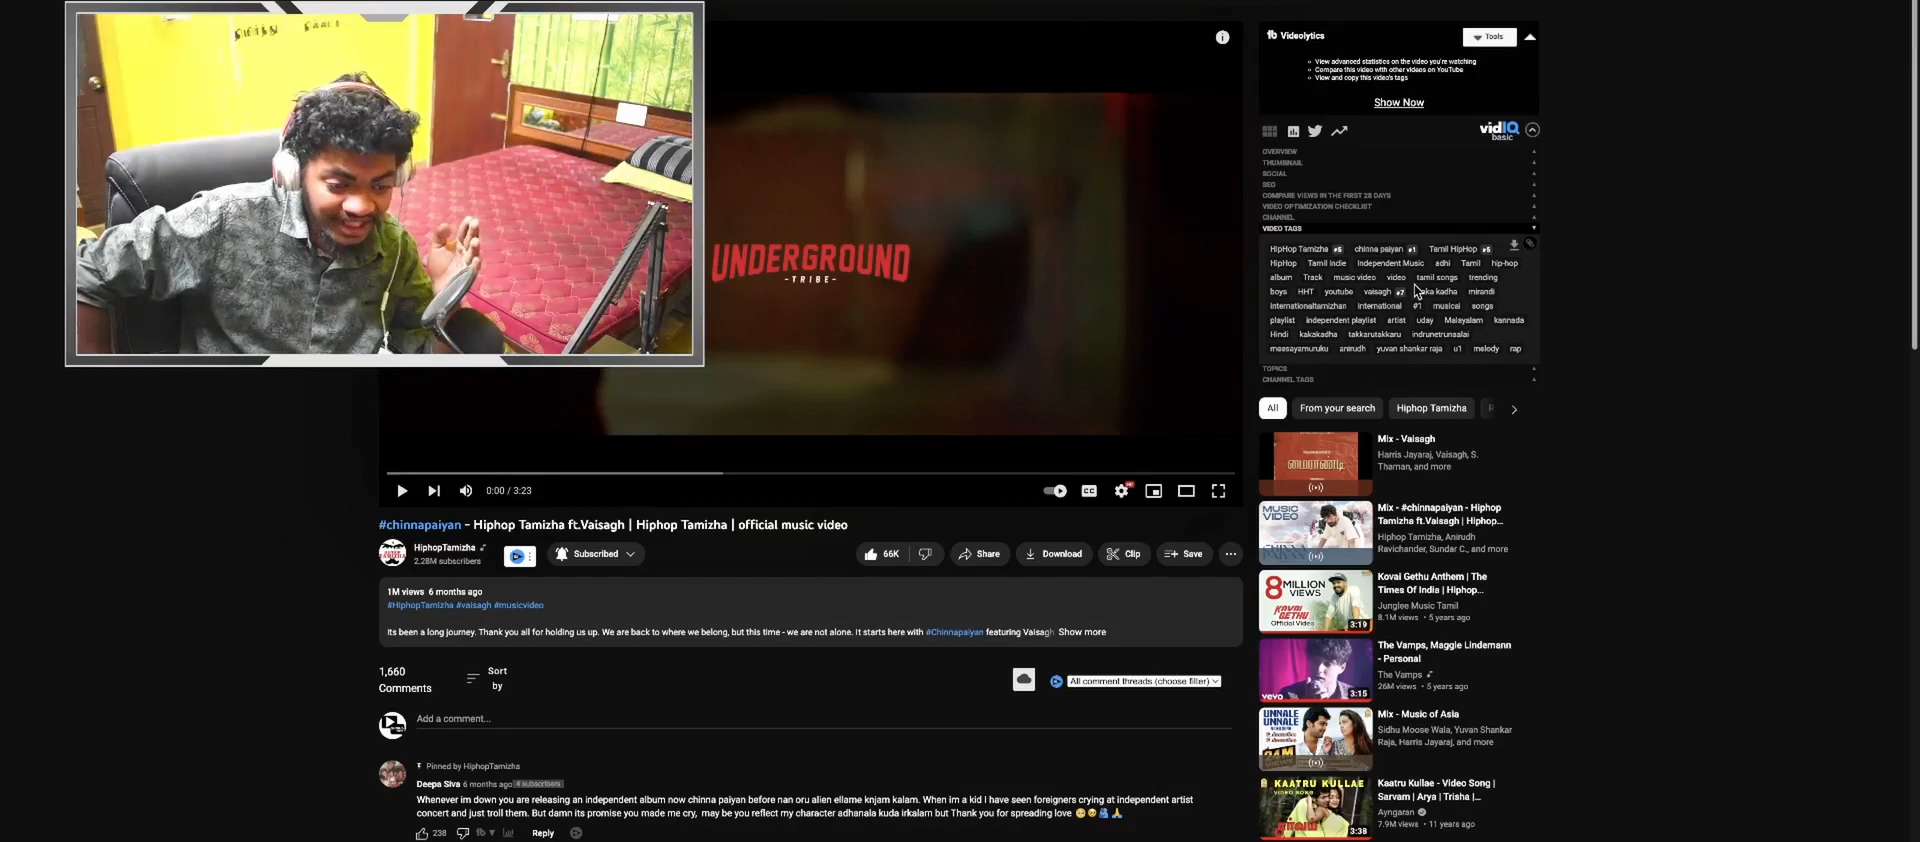 UNDERGROUND
- TRIBE -
0:00 / 3:23
#chinnapaiyan - Hiphop Tamizha ft.Vaisagh | Hiphop Tamizha | official music video
HiphopTamizha
2.28M subscribers
Subscribed
66K
Share
Download
Clip
Save
1M views 6 months ago
#HiphopTamizha #vaisagh #musicvideo
Its been a long journey. Thank you all for holding us up. We are back to where we belong, but this time - we are not alone. It starts here with #Chinnapaiyan featuring Vaisagh Show more
1,660
Comments
Sort
by
All comment threads (choose filter)
Add a comment...
Pinned by HiphopTamizha
Deepa Siva 6 months ago 4 subscribers
Whenever im down you are releasing an independent album now chinna paiyan before nan oru alien ellame knjam kalam. When im a kid I have seen foreigners crying at independent artist
concert and just troll them. But damn its promise you made me cry, may be you reflect my character adhanala kuda irkalam but Thank you for spreading love 🥺🥺🫂🙏
238
Reply
Videolytics
Tools
View advanced statistics on the video you're watching
Compare this video with other videos on YouTube
View and copy this video's tags
Show Now
vidIQ
basic
OVERVIEW
THUMBNAIL
SOCIAL
SEO
COMPARE VIEWS IN THE FIRST 28 DAYS
VIDEO OPTIMIZATION CHECKLIST
CHANNEL
VIDEO TAGS
HipHop Tamizha #5 chinna paiyan #1 Tamil HipHop #5
HipHop Tamil Indie Independent Music adhi Tamil hip-hop
album Track music video video tamil songs trending
boys HHT youtube vaisagh #7 kadha mirandi
internationaltamizhan international #1 musical songs
playlist independent playlist artist uday Malayalam kannada
Hindi kakakadha takkarutakkaru indrunetrunaalai
meesayamuruku anirudh yuvan shankar raja u1 melody rap
TOPICS
CHANNEL TAGS
All
From your search
Hiphop Tamizha
மைராண்டி
Mix - Vaisagh
Harris Jayaraj, Vaisagh, S.
Thaman, and more
MUSIC
VIDEO
Mix - #chinnapaiyan - Hiphop
Tamizha ft.Vaisagh | Hiphop...
Hiphop Tamizha, Anirudh
Ravichander, Sundar C., and more
8 MILLION
VIEWS
KOVAI
GETHU
Official Video
3:19
Kovai Gethu Anthem | The
Times Of India | Hiphop...
Junglee Music Tamil
8.1M views • 5 years ago
vevo
3:15
The Vamps, Maggie Lindemann
- Personal
The Vamps
26M views • 5 years ago
UNNALE
UNNALE
Mix - Music of Asia
Sidhu Moose Wala, Yuvan Shankar
Raja, Harris Jayaraj, and more
KAATRU KULLAE
VIDEO SONG
3:38
Kaatru Kullae - Video Song |
Sarvam | Arya | Trisha |...
Ayngaran
7.9M views • 11 years ago